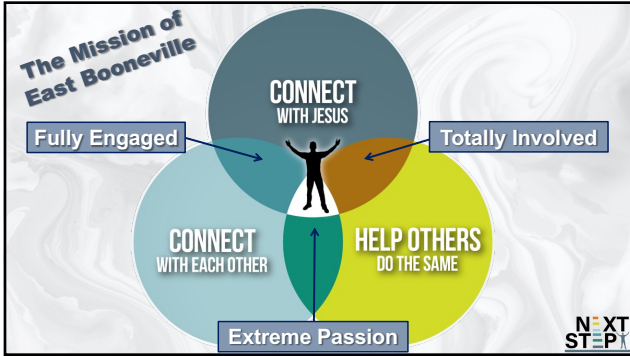 The Mission of
East Booneville
CONNECT
WITH JESUS
Fully Engaged
Totally Involved
CONNECT
WITH EACH OTHER
HELP OTHERS
DO THE SAME
Extreme Passion
NEXT
STEP